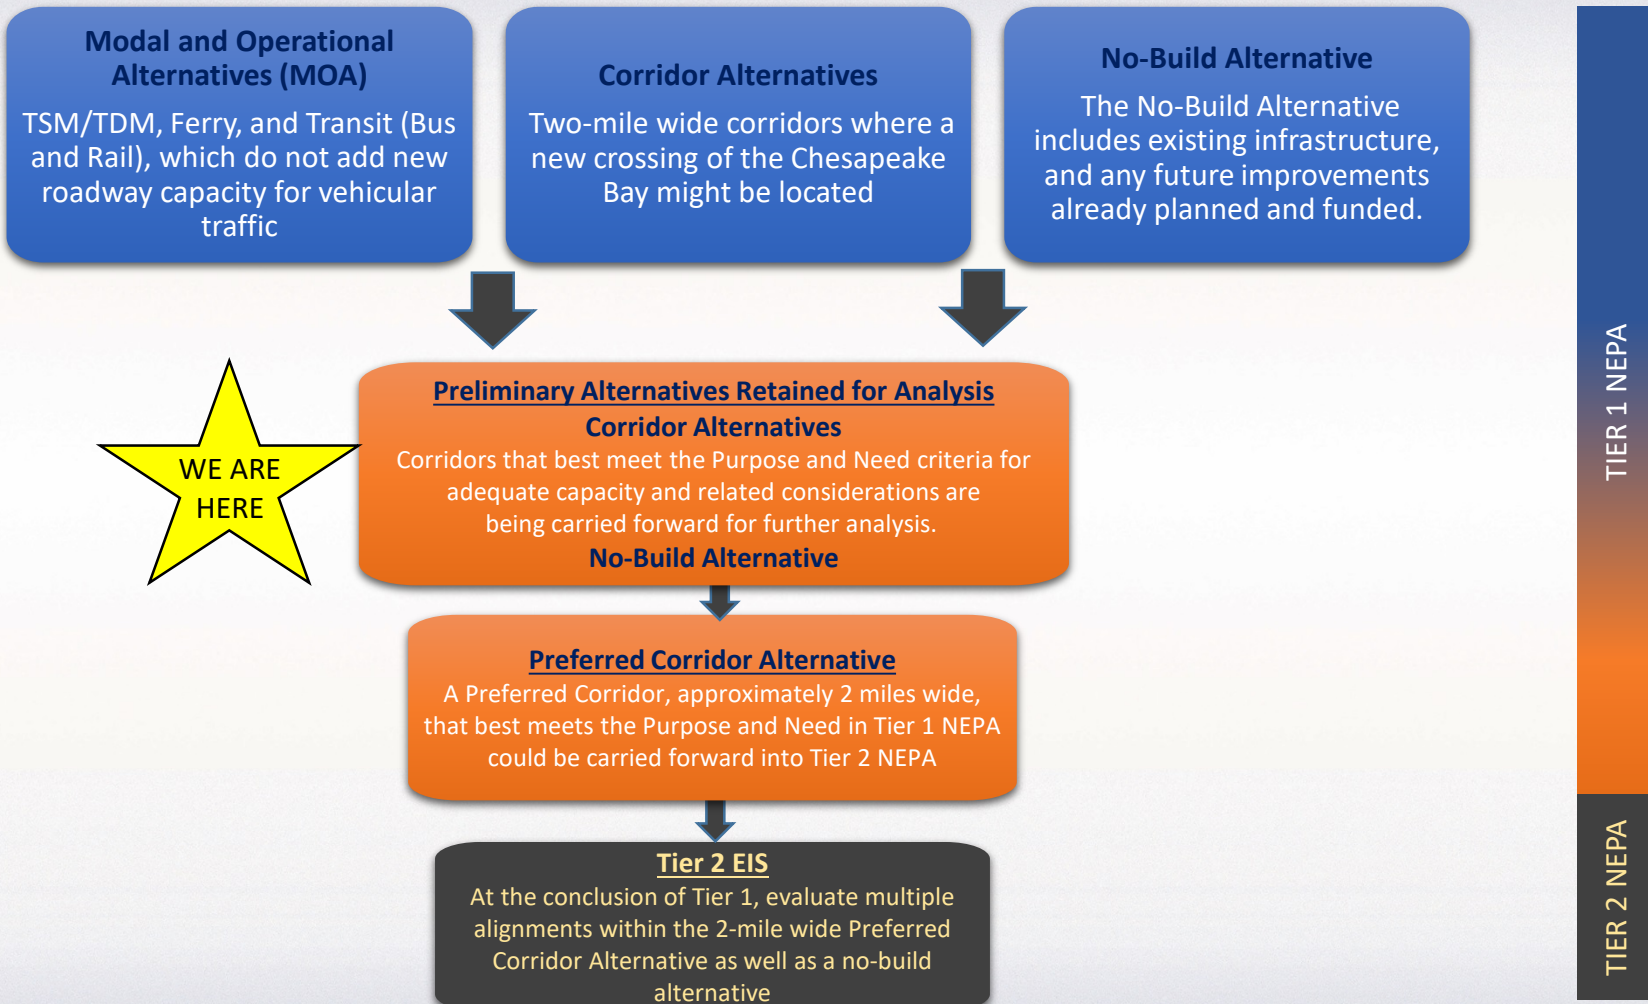 Modal and Operational
Alternatives (MOA)
TSM/TDM, Ferry, and Transit (Bus
and Rail), which do not add new
roadway capacity for vehicular
traffic
Corridor Alternatives
Two-mile wide corridors where a
new crossing of the Chesapeake
Bay might be located
No-Build Alternative
The No-Build Alternative
includes existing infrastructure,
and any future improvements
already planned and funded.
WE ARE
HERE
Preliminary Alternatives Retained for Analysis
Corridor Alternatives
Corridors that best meet the Purpose and Need criteria for
adequate capacity and related considerations are
being carried forward for further analysis.
No-Build Alternative
Preferred Corridor Alternative
A Preferred Corridor, approximately 2 miles wide,
that best meets the Purpose and Need in Tier 1 NEPA
could be carried forward into Tier 2 NEPA
Tier 2 EIS
At the conclusion of Tier 1, evaluate multiple
alignments within the 2-mile wide Preferred
Corridor Alternative as well as a no-build
alternative
TIER 1 NEPA
TIER 2 NEPA